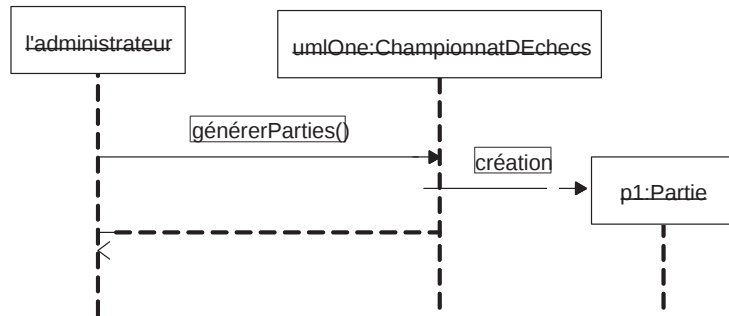 l'administrateur
umlOne:ChampionnatDEchecs
générerParties()
création
p1:Partie